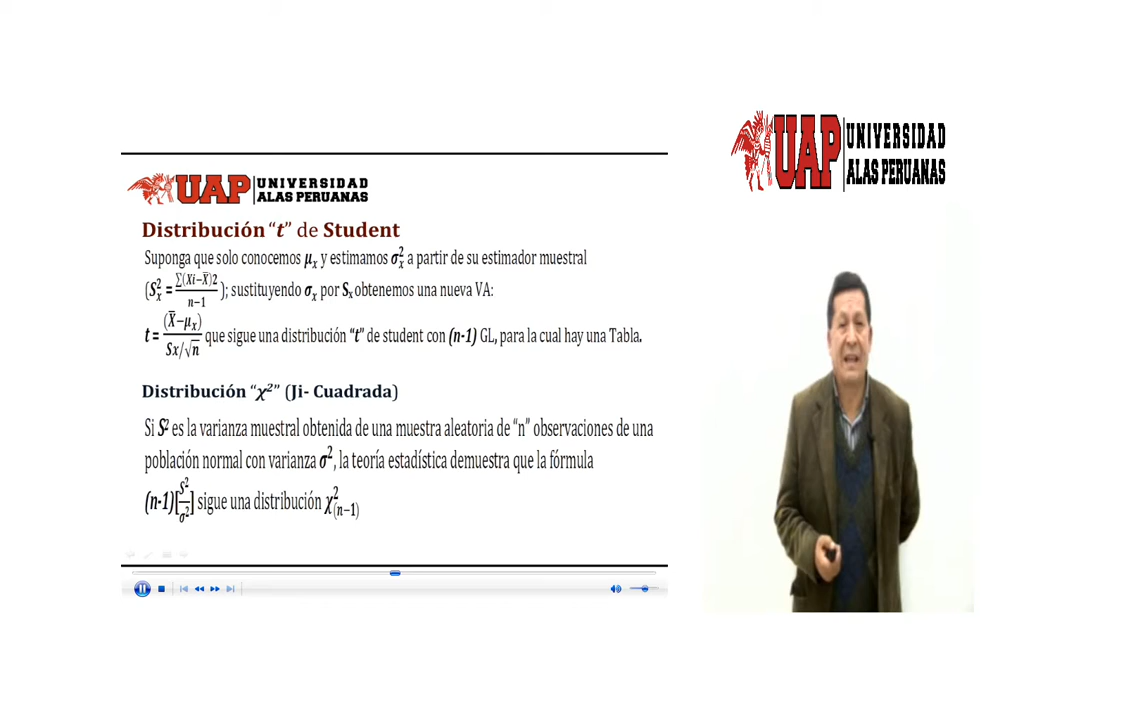 UAP UNIVERSIDAD
ALAS PERUANAS
Distribución “t” de Student
Suponga que solo conocemos μₓ y estimamos σ²ₓ a partir de su estimador muestral
(S²ₓ = ∑(Xi−X̅)2 / n−1); sustituyendo σₓ por Sₓ obtenemos una nueva VA:
t = (X̅−μₓ) / Sx/√n que sigue una distribución “t” de student con (n-1) GL, para la cual hay una Tabla.
Distribución “χ²” (Ji- Cuadrada)
Si S² es la varianza muestral obtenida de una muestra aleatoria de “n” observaciones de una
población normal con varianza σ², la teoría estadística demuestra que la fórmula
(n-1)[S²/σ²] sigue una distribución χ²₍ₙ₋₁₎
UAP UNIVERSIDAD
ALAS PERUANAS